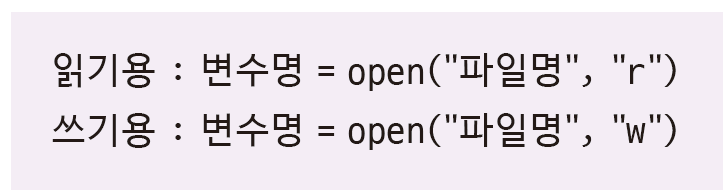 읽기용 : 변수명 = open("파일명", "r")
쓰기용 : 변수명 = open("파일명", "w")